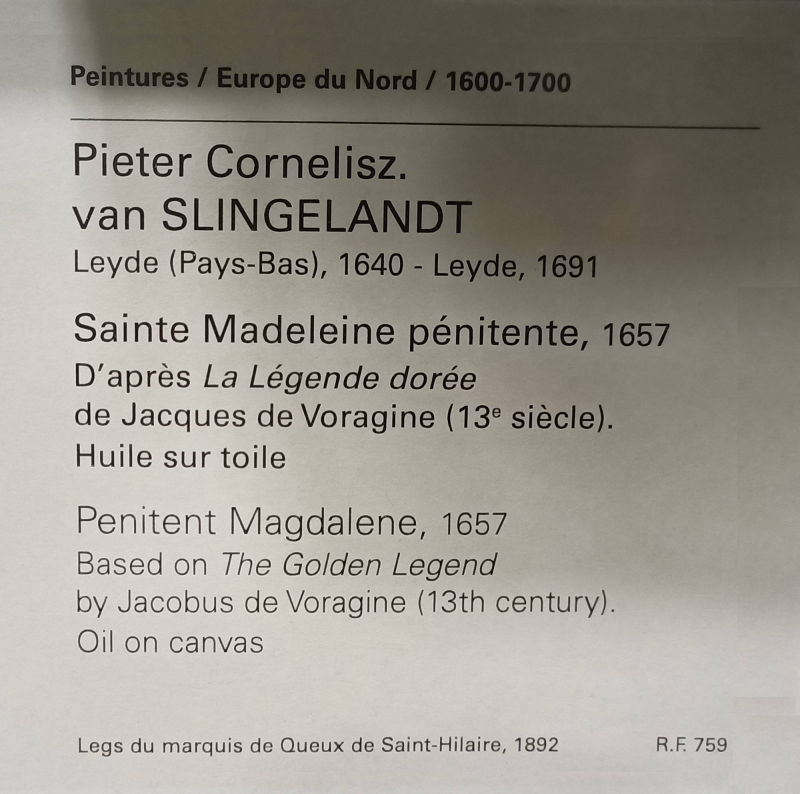 Peintures / Europe du Nord / 1600-1700
Pieter Cornelisz.
van SLINGELANDT
Leyde (Pays-Bas), 1640 - Leyde, 1691
Sainte Madeleine pénitente, 1657
D'après La Légende dorée
de Jacques de Voragine (13e siècle).
Huile sur toile
Penitent Magdalene, 1657
Based on The Golden Legend
by Jacobus de Voragine (13th century).
Oil on canvas
Legs du marquis de Queux de Saint-Hilaire, 1892 R.F. 759